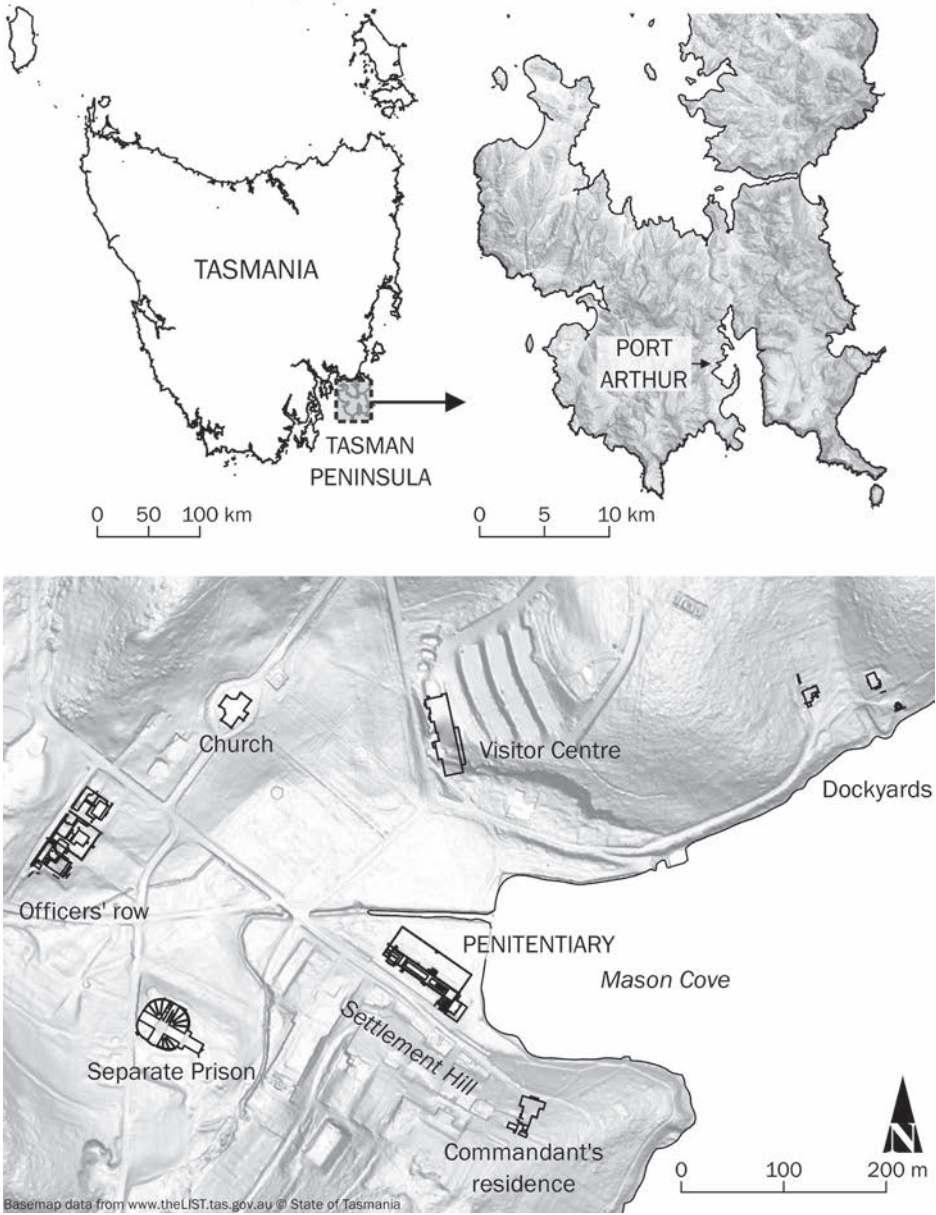 TASMANIA
TASMAN
PENINSULA
0 50 100 km
PORT
ARTHUR
0 5 10 km
Church
Visitor Centre
Dockyards
Officers' row
PENITENTIARY
Mason Cove
Settlement Hill
Separate Prison
Commandant's
residence
N
0 100 200 m
Basemap data from www.theLIST.tas.gov.au © State of Tasmania